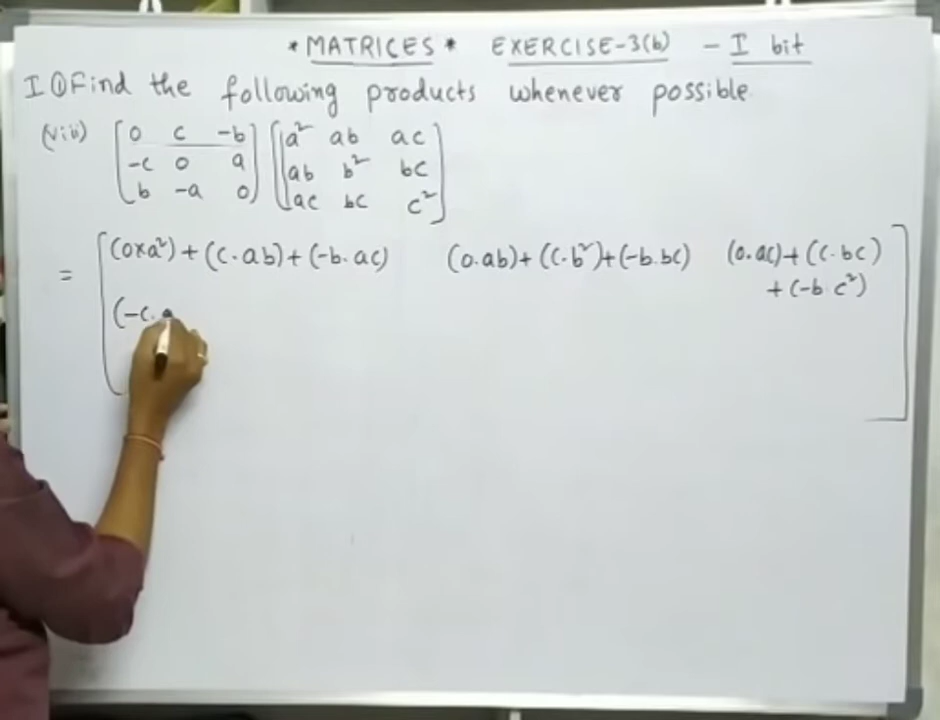 * MATRICES * EXERCISE-3(b) - I bit
I ① Find the following products whenever possible.
(viii) [0 c -b] [a² ab ac]
[-c 0 a] [ab b² bc]
[b -a 0] [ac bc c²]
= [(0×a²)+(c.ab)+(-b.ac) (0.ab)+(c.b²)+(-b.bc) (0.ac)+(c.bc)
+(-b.c²)
(-c.a